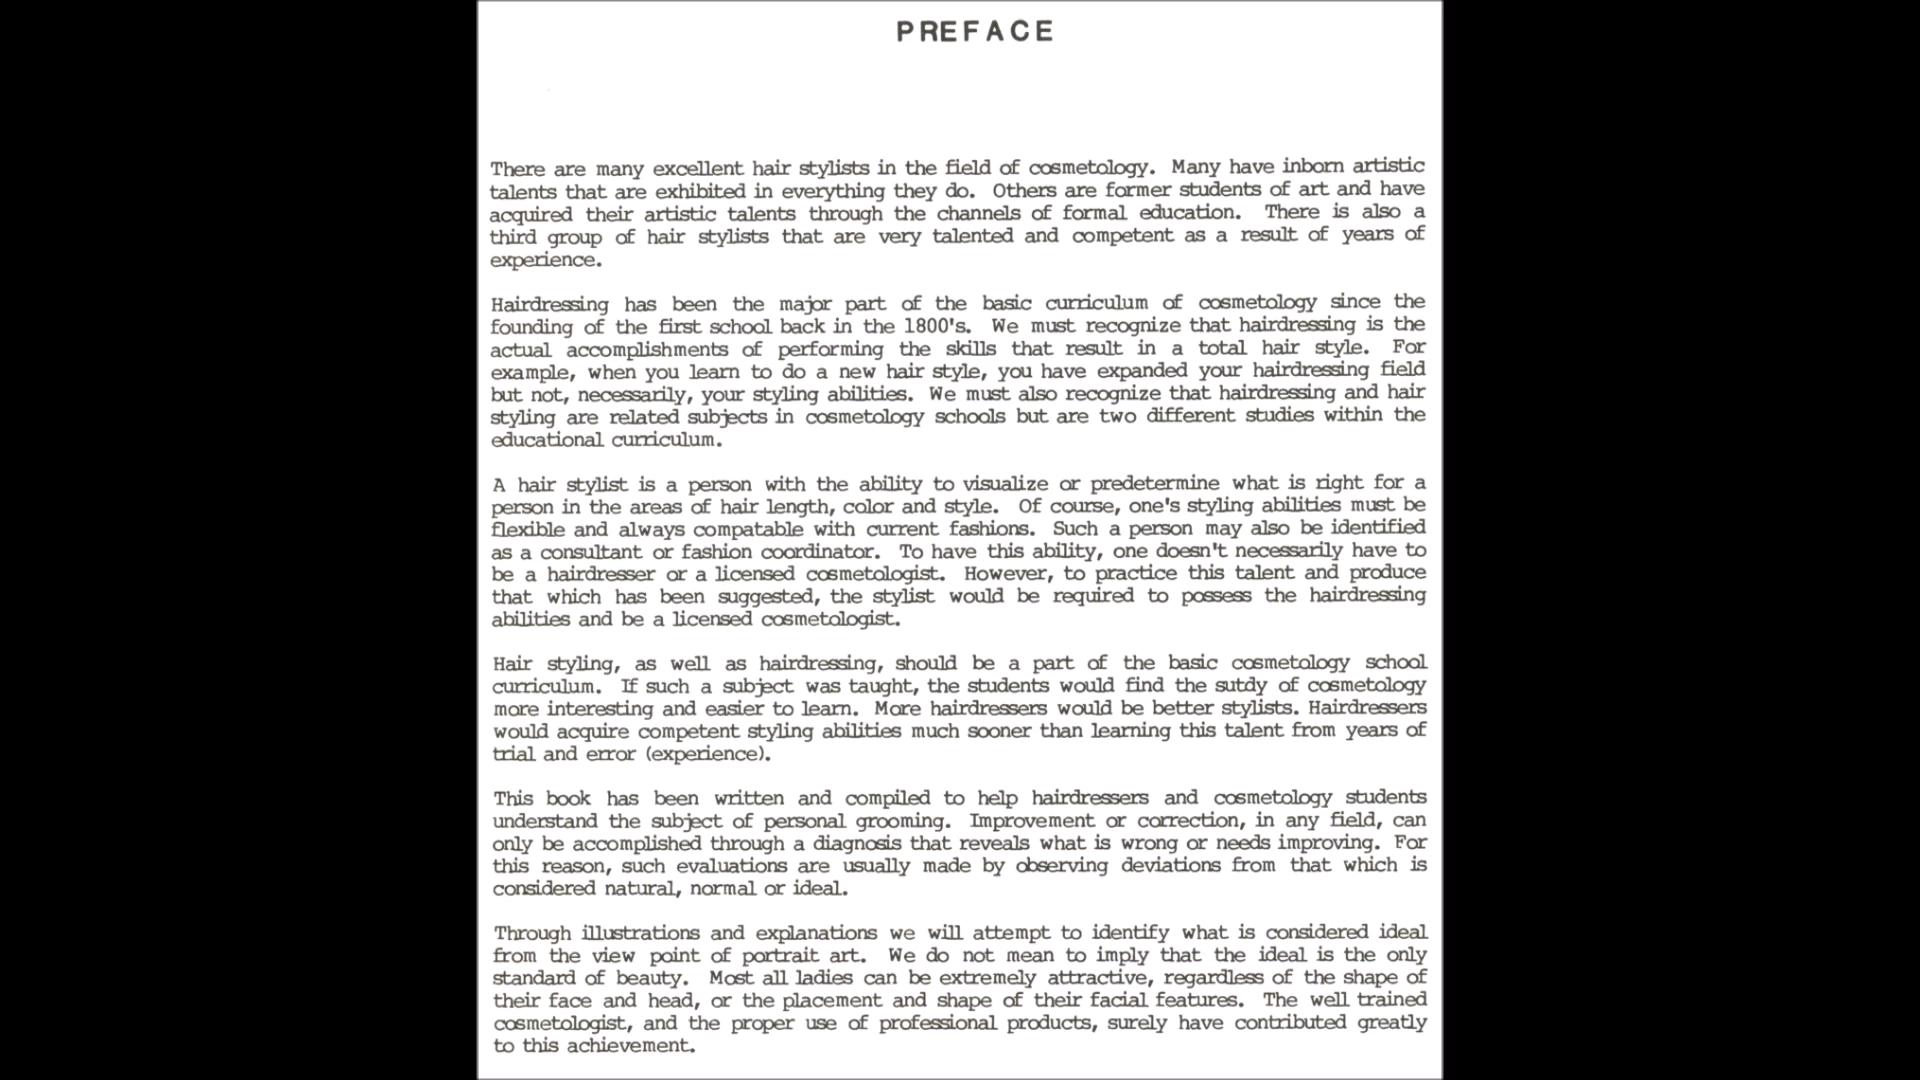 PREFACE
There are many excellent hair stylists in the field of cosmetology. Many have inborn artistic
talents that are exhibited in everything they do. Others are former students of art and have
acquired their artistic talents through the channels of formal education. There is also a
third group of hair stylists that are very talented and competent as a result of years of
experience.
Hairdressing has been the major part of the basic curriculum of cosmetology since the
founding of the first school back in the 1800's. We must recognize that hairdressing is the
actual accomplishments of performing the skills that result in a total hair style. For
example, when you learn to do a new hair style, you have expanded your hairdressing field
but not, necessarily, your styling abilities. We must also recognize that hairdressing and hair
styling are related subjects in cosmetology schools but are two different studies within the
educational curriculum.
A hair stylist is a person with the ability to visualize or predetermine what is right for a
person in the areas of hair length, color and style. Of course, one's styling abilities must be
flexible and always compatable with current fashions. Such a person may also be identified
as a consultant or fashion coordinator. To have this ability, one doesn't necessarily have to
be a hairdresser or a licensed cosmetologist. However, to practice this talent and produce
that which has been suggested, the stylist would be required to possess the hairdressing
abilities and be a licensed cosmetologist.
Hair styling, as well as hairdressing, should be a part of the basic cosmetology school
curriculum. If such a subject was taught, the students would find the sutdy of cosmetology
more interesting and easier to learn. More hairdressers would be better stylists. Hairdressers
would acquire competent styling abilities much sooner than learning this talent from years of
trial and error (experience).
This book has been written and compiled to help hairdressers and cosmetology students
understand the subject of personal grooming. Improvement or correction, in any field, can
only be accomplished through a diagnosis that reveals what is wrong or needs improving. For
this reason, such evaluations are usually made by observing deviations from that which is
considered natural, normal or ideal.
Through illustrations and explanations we will attempt to identify what is considered ideal
from the view point of portrait art. We do not mean to imply that the ideal is the only
standard of beauty. Most all ladies can be extremely attractive, regardless of the shape of
their face and head, or the placement and shape of their facial features. The well trained
cosmetologist, and the proper use of professional products, surely have contributed greatly
to this achievement.